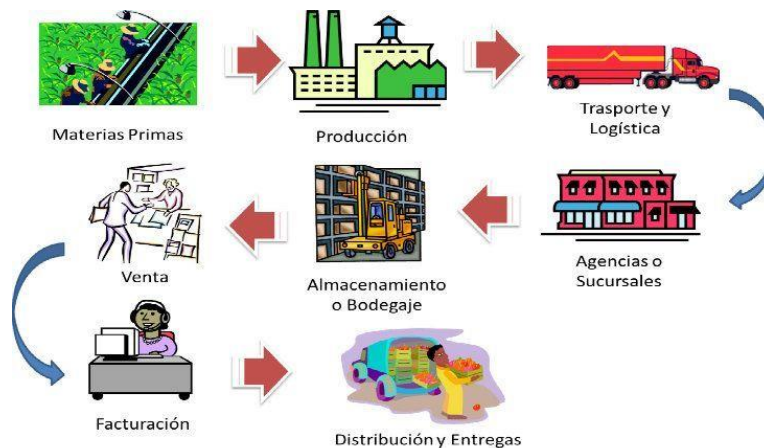 Materias Primas
Producción
Trasporte y
Logística
Agencias o
Sucursales
Almacenamiento
o Bodegaje
Venta
Facturación
Distribución y Entregas